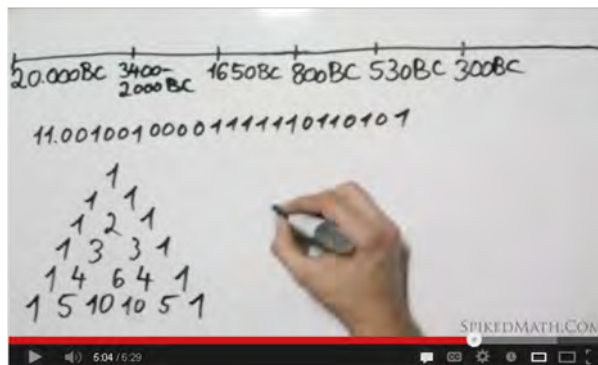 20.000BC 3400-2000BC 1650BC 800BC 530BC 300BC
11.00100100001111110110101
1
1 1
1 2 1
1 3 3 1
1 4 6 4 1
1 5 10 10 5 1
SPIKEDMATH.COM
5:04 / 6:29
CC